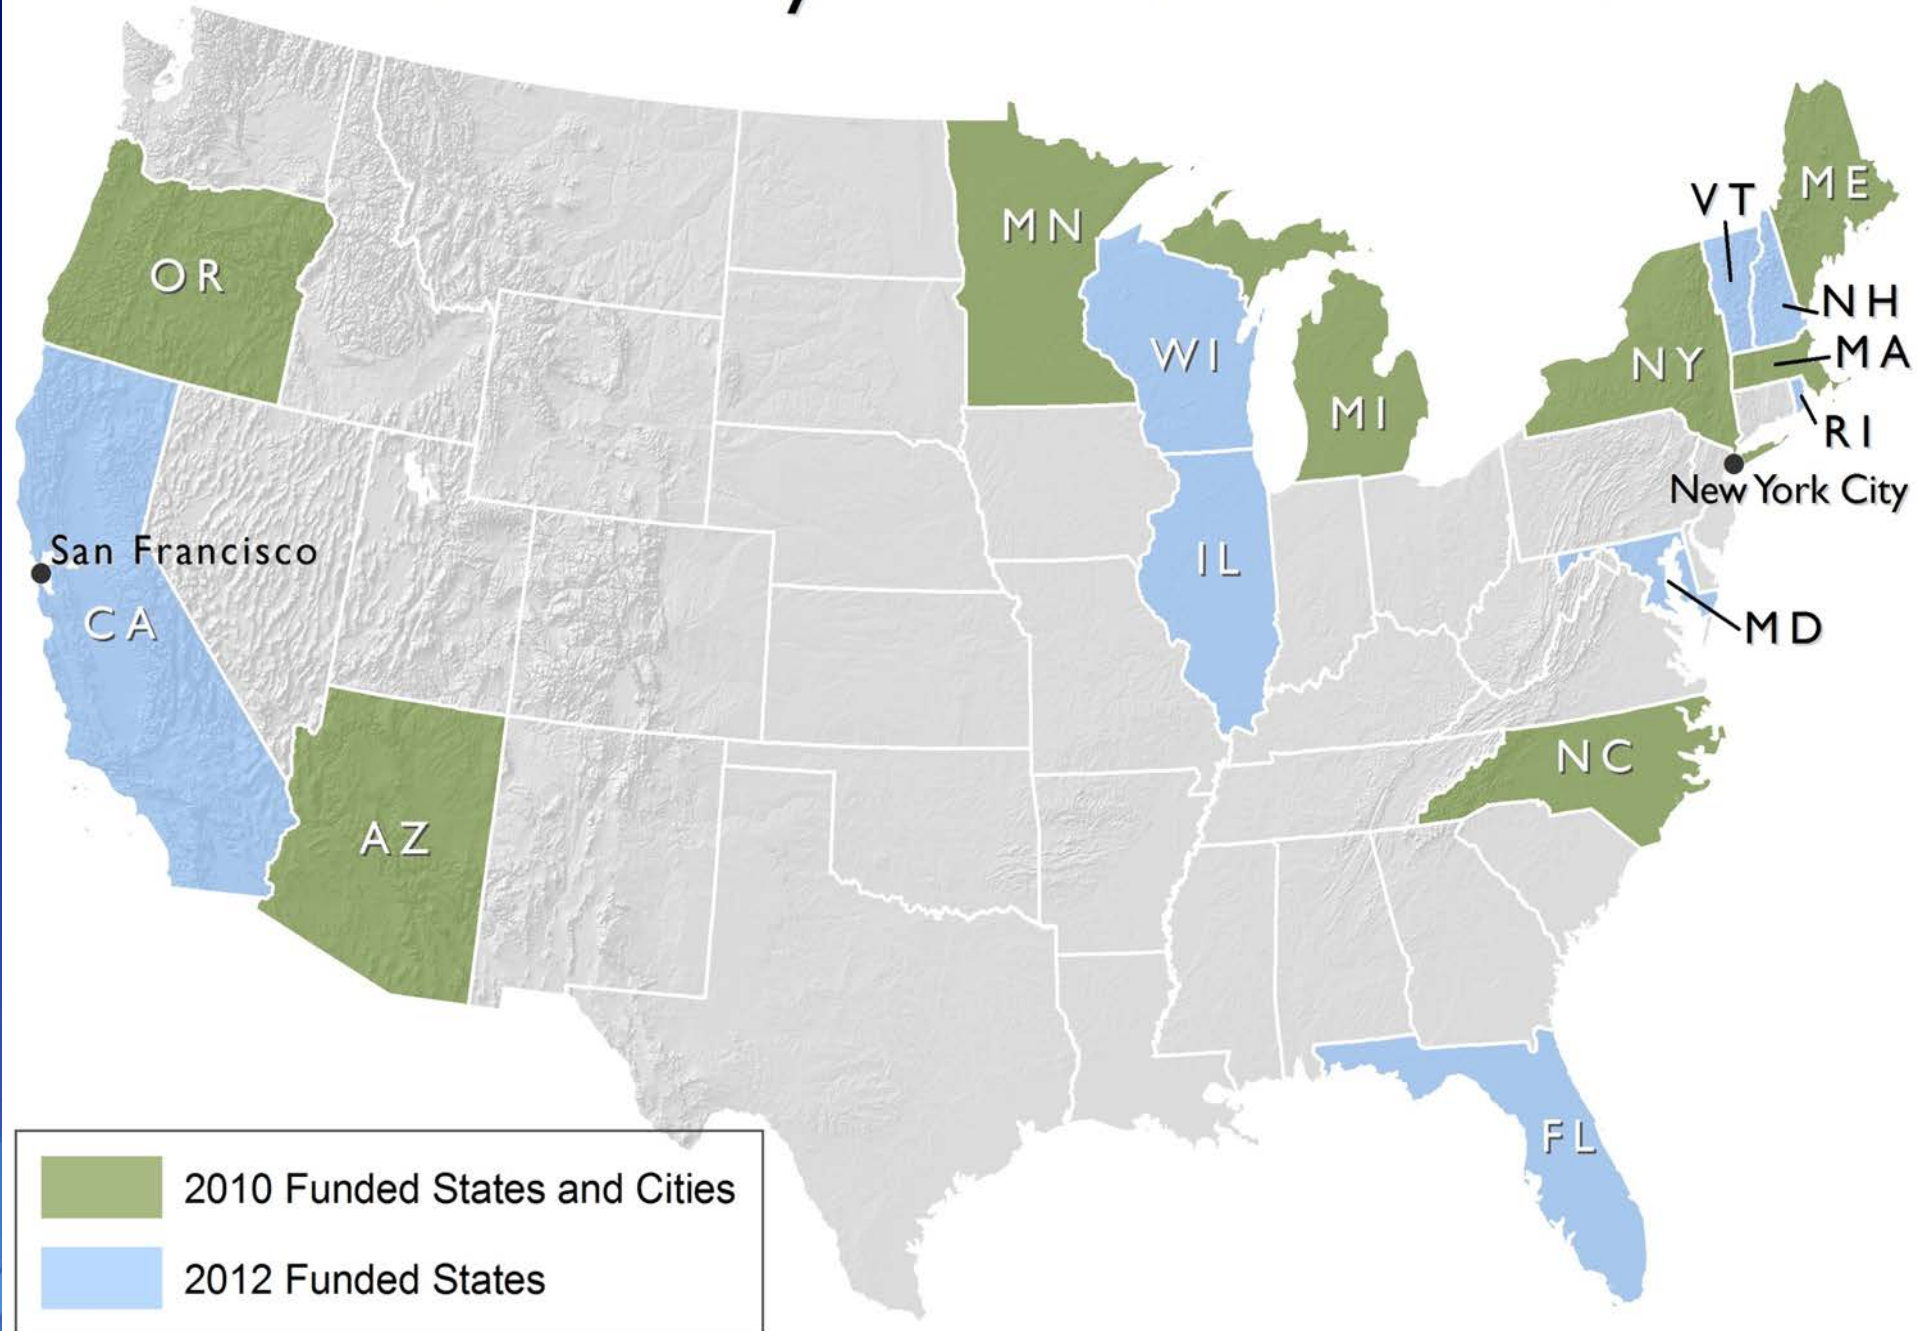 ME
VT
MN
OR
NH
MA
WI
NY
MI
RI
New York City
San Francisco
IL
CA
MD
NC
AZ
FL
2010 Funded States and Cities
2012 Funded States